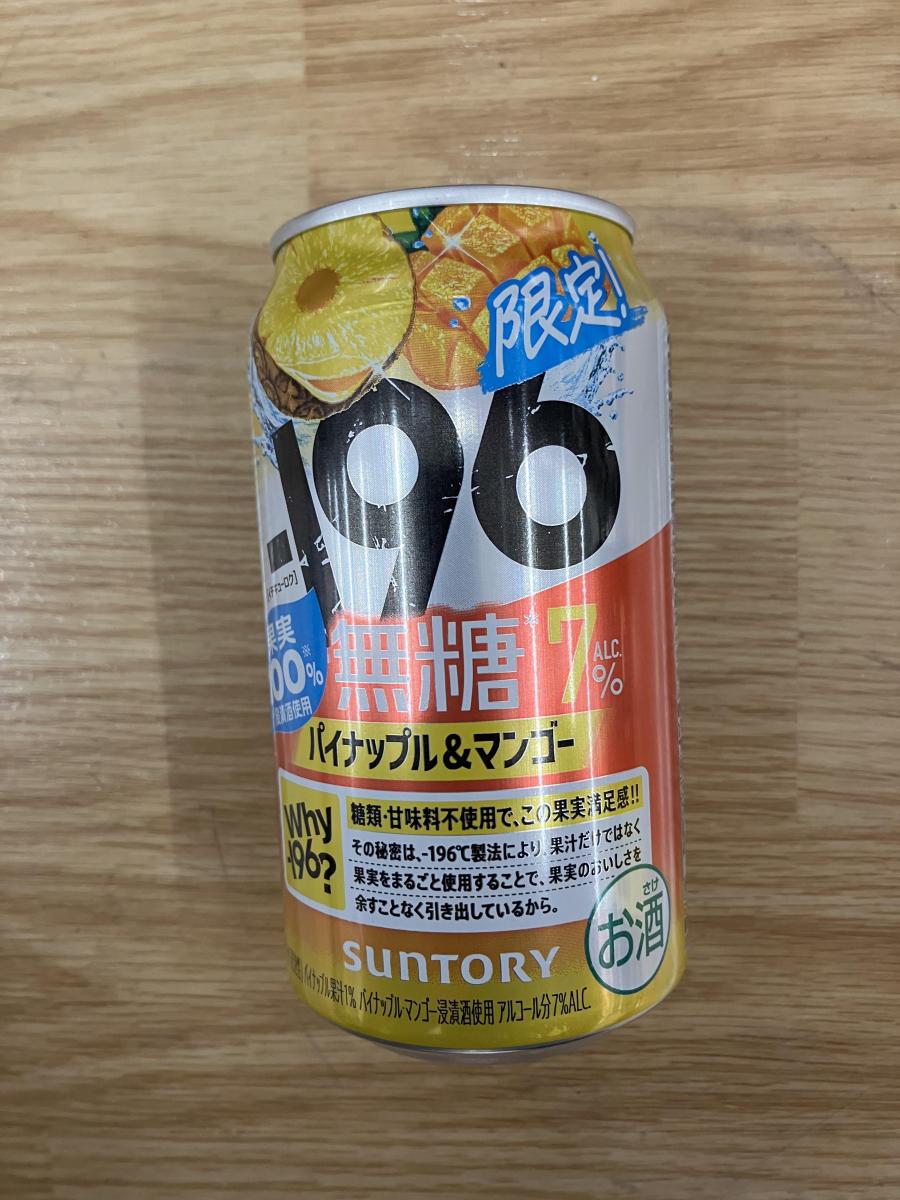 限定!
-196
無糖※
7
ALC.
%
果実
100%※
浸漬酒使用
パイナップル&マンゴー
Why
-196?
糖類・甘味料不使用で、この果実満足感!!
その秘密は、-196℃製法により、果汁だけではなく
果実をまるごと使用することで、果実のおいしさを
余すことなく引き出しているから。
さけ
お酒
SUNTORY
パイナップル果汁1% パイナップル・マンゴー浸漬酒使用 アルコール分7%ALC.